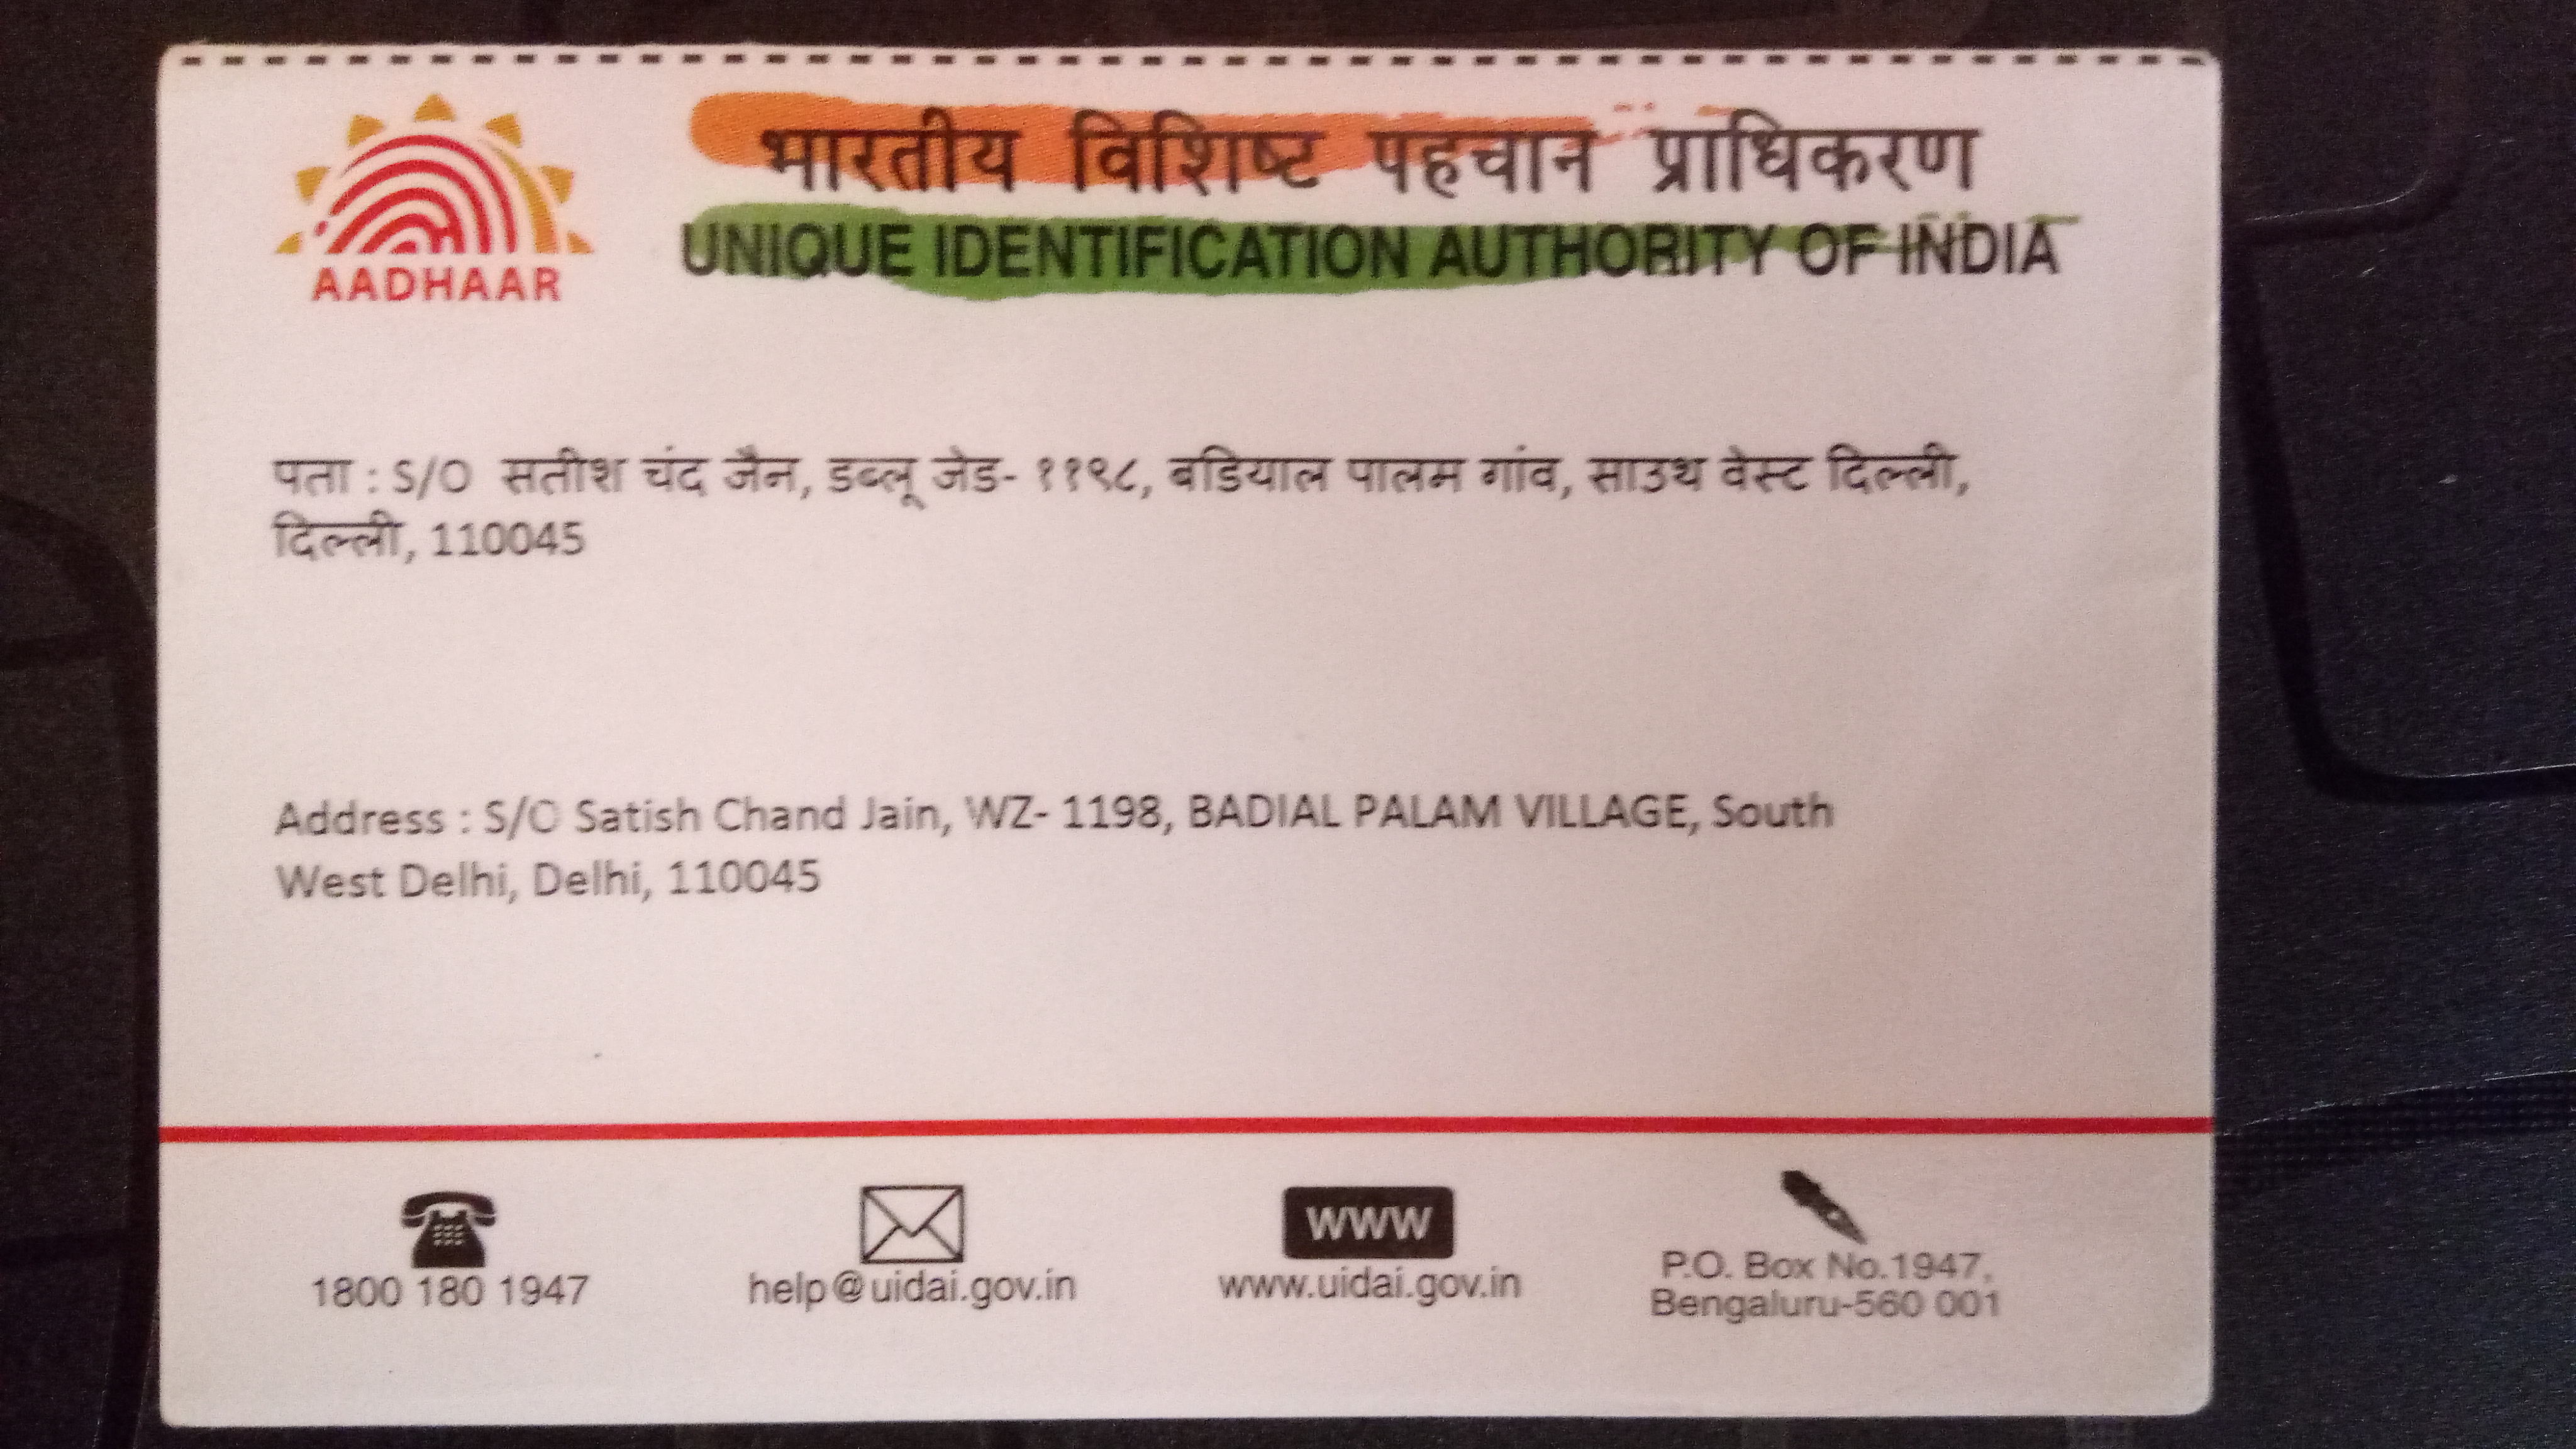 AADHAAR
भारतीय विशिष्ट पहचान प्राधिकरण
UNIQUE IDENTIFICATION AUTHORITY OF INDIA
पता : S/O सतीश चंद जैन, डब्लू जेड- ११९८, बडियाल पालम गांव, साउथ वेस्ट दिल्ली,
दिल्ली, 110045
Address : S/O Satish Chand Jain, WZ- 1198, BADIAL PALAM VILLAGE, South
West Delhi, Delhi, 110045
1800 180 1947
help@uidai.gov.in
www
www.uidai.gov.in
P.O. Box No.1947,
Bengaluru-560 001